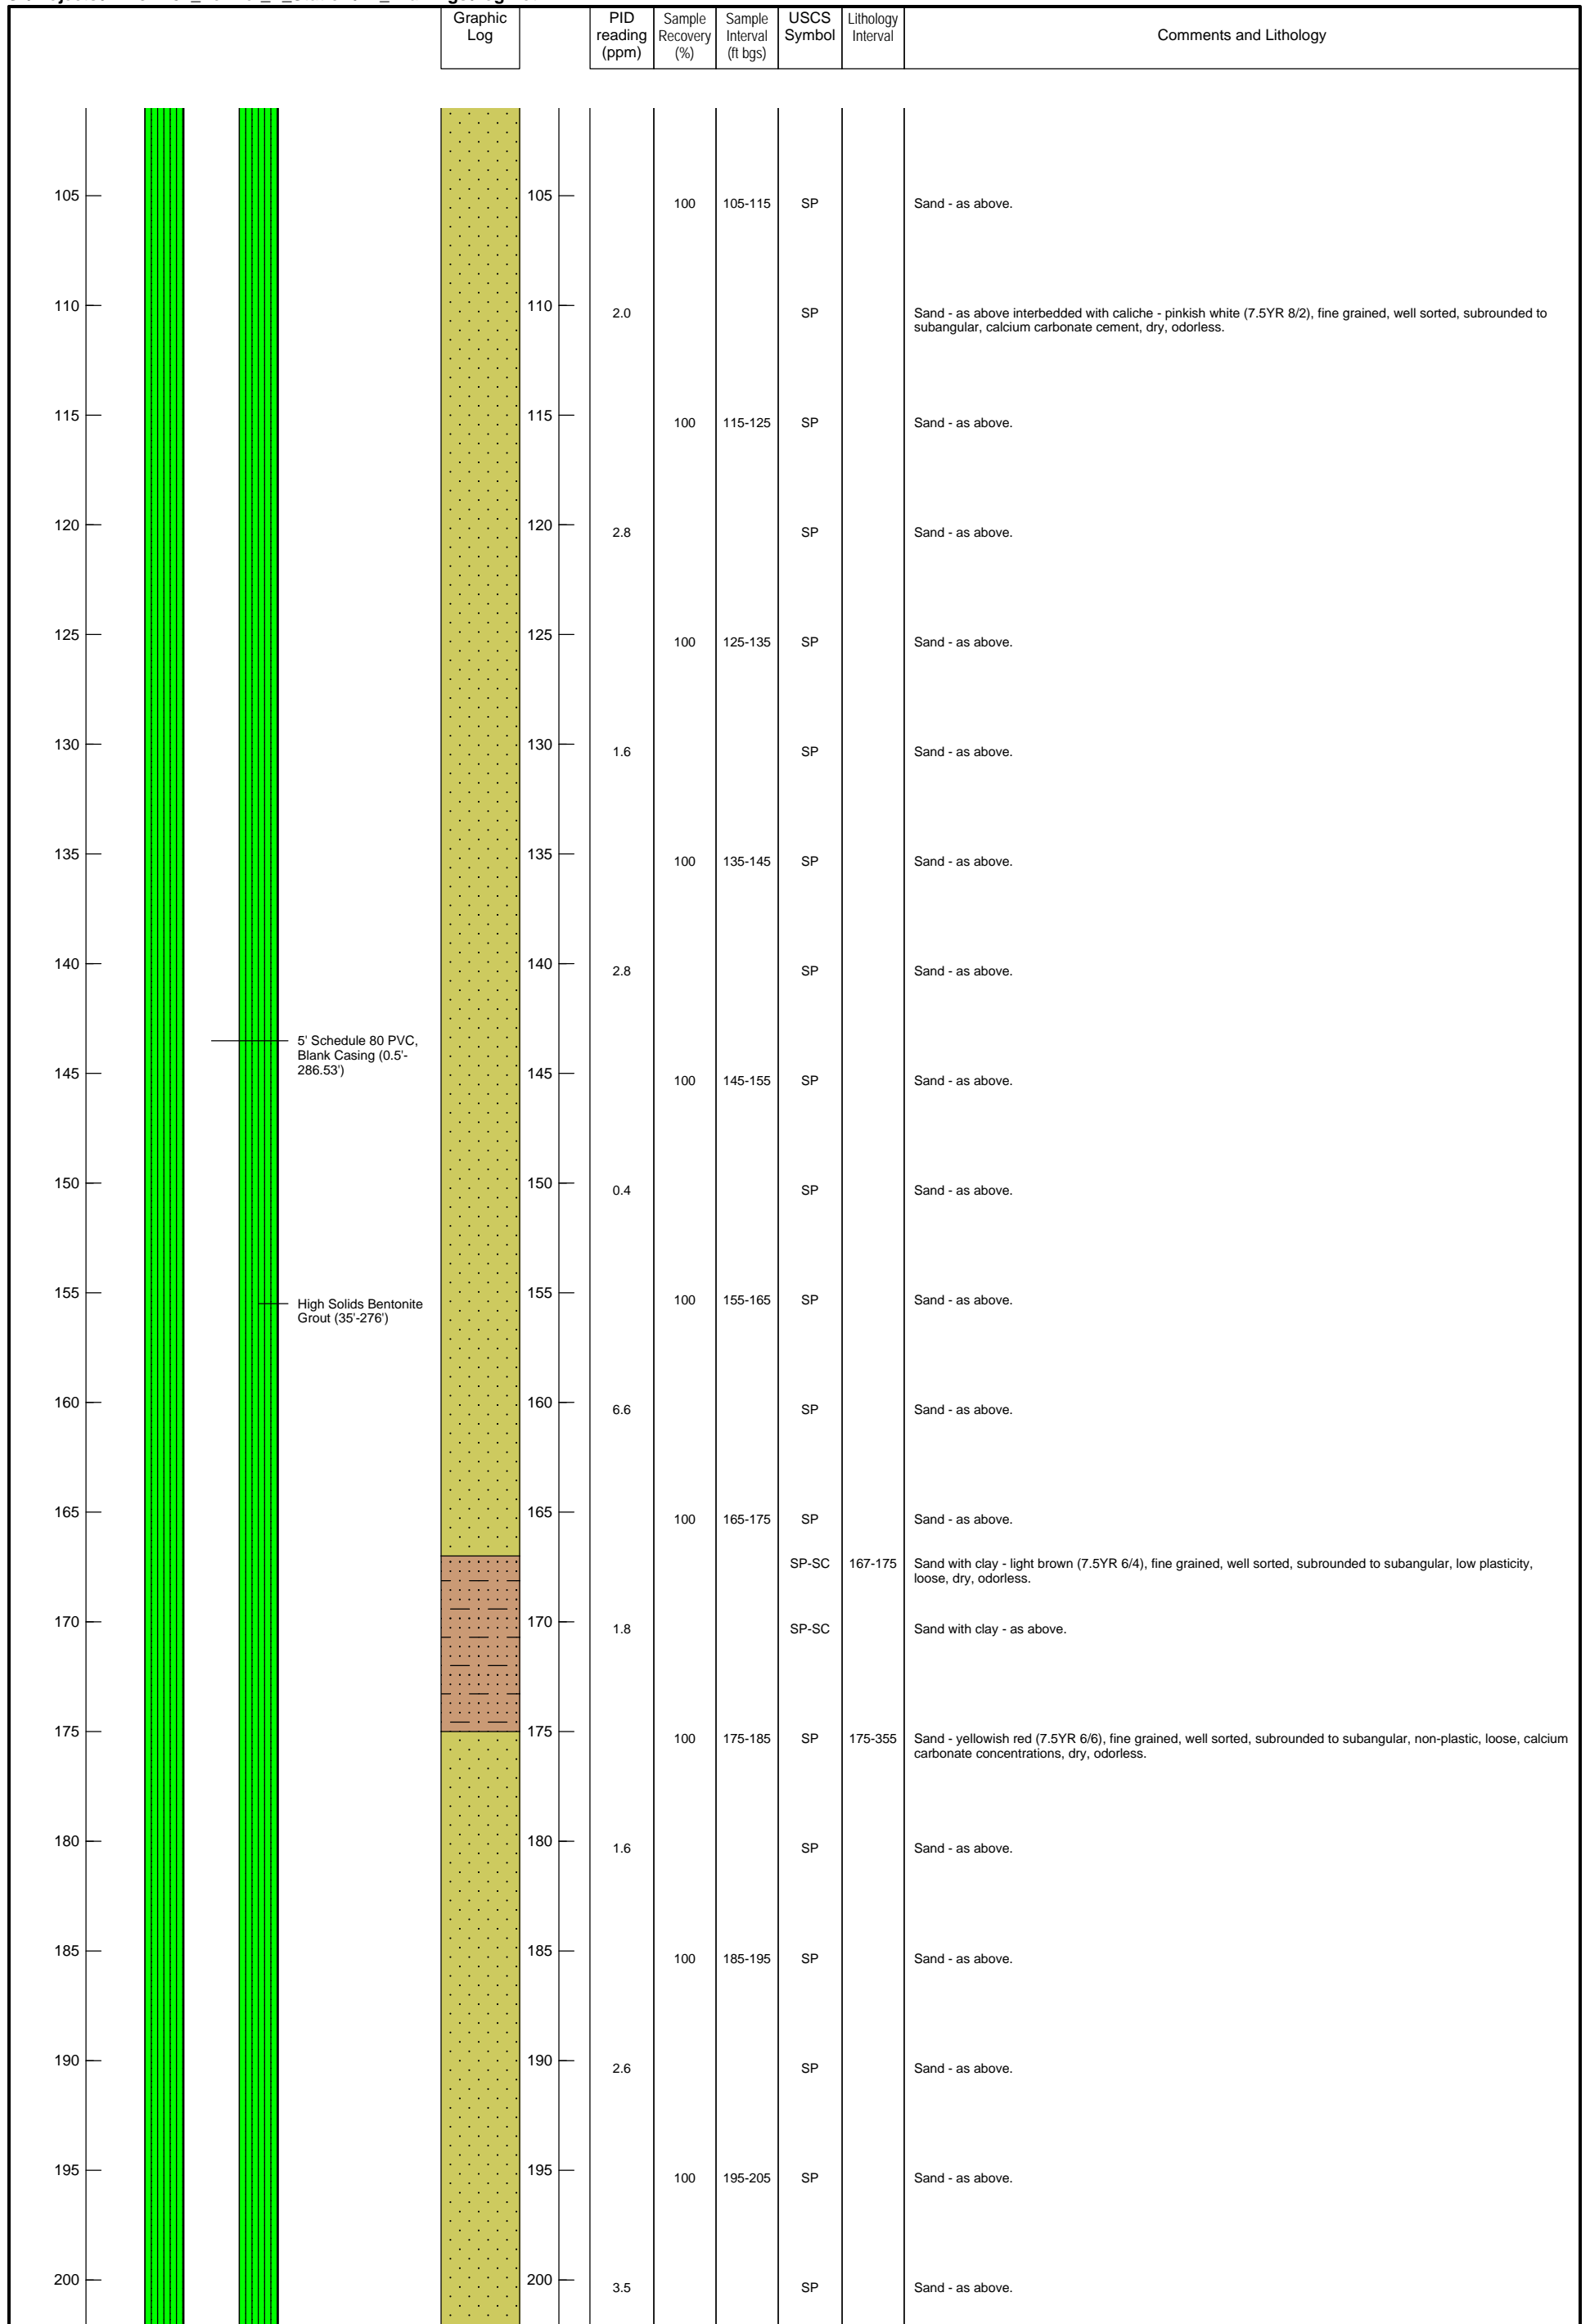 Graphic
Log
PID
reading
(ppm)
Sample
Recovery
(%)
Sample
Interval
(ft bgs)
USCS
Symbol
Lithology
Interval
Comments and Lithology
105 105 100 105-115 SP Sand - as above.
110 110 2.0 SP Sand - as above interbedded with caliche - pinkish white (7.5YR 8/2), fine grained, well sorted, subrounded to
subangular, calcium carbonate cement, dry, odorless.
115 115 100 115-125 SP Sand - as above.
120 120 2.8 SP Sand - as above.
125 125 100 125-135 SP Sand - as above.
130 130 1.6 SP Sand - as above.
135 135 100 135-145 SP Sand - as above.
140 140 2.8 SP Sand - as above.
5' Schedule 80 PVC,
Blank Casing (0.5'-
286.53')
145 145 100 145-155 SP Sand - as above.
150 150 0.4 SP Sand - as above.
155 155 100 155-165 SP Sand - as above.
High Solids Bentonite
Grout (35'-276')
160 160 6.6 SP Sand - as above.
165 165 100 165-175 SP Sand - as above.
SP-SC 167-175 Sand with clay - light brown (7.5YR 6/4), fine grained, well sorted, subrounded to subangular, low plasticity,
loose, dry, odorless.
170 170 1.8 SP-SC Sand with clay - as above.
175 175 100 175-185 SP 175-355 Sand - yellowish red (7.5YR 6/6), fine grained, well sorted, subrounded to subangular, non-plastic, loose, calcium
carbonate concentrations, dry, odorless.
180 180 1.6 SP Sand - as above.
185 185 100 185-195 SP Sand - as above.
190 190 2.6 SP Sand - as above.
195 195 100 195-205 SP Sand - as above.
200 200 3.5 SP Sand - as above.